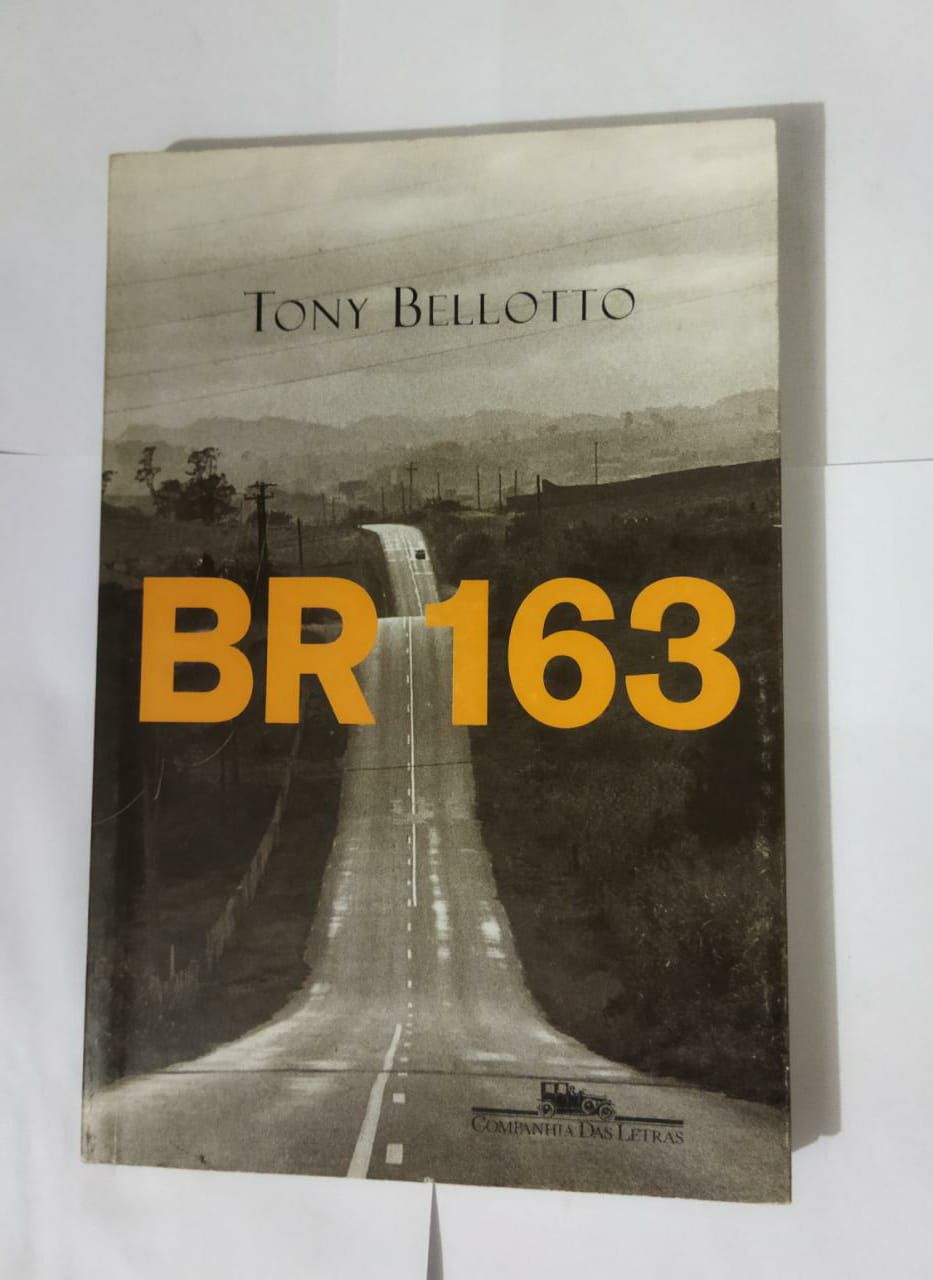 TONY BELLOTTO
BR 163
COMPANHIA DAS LETRAS